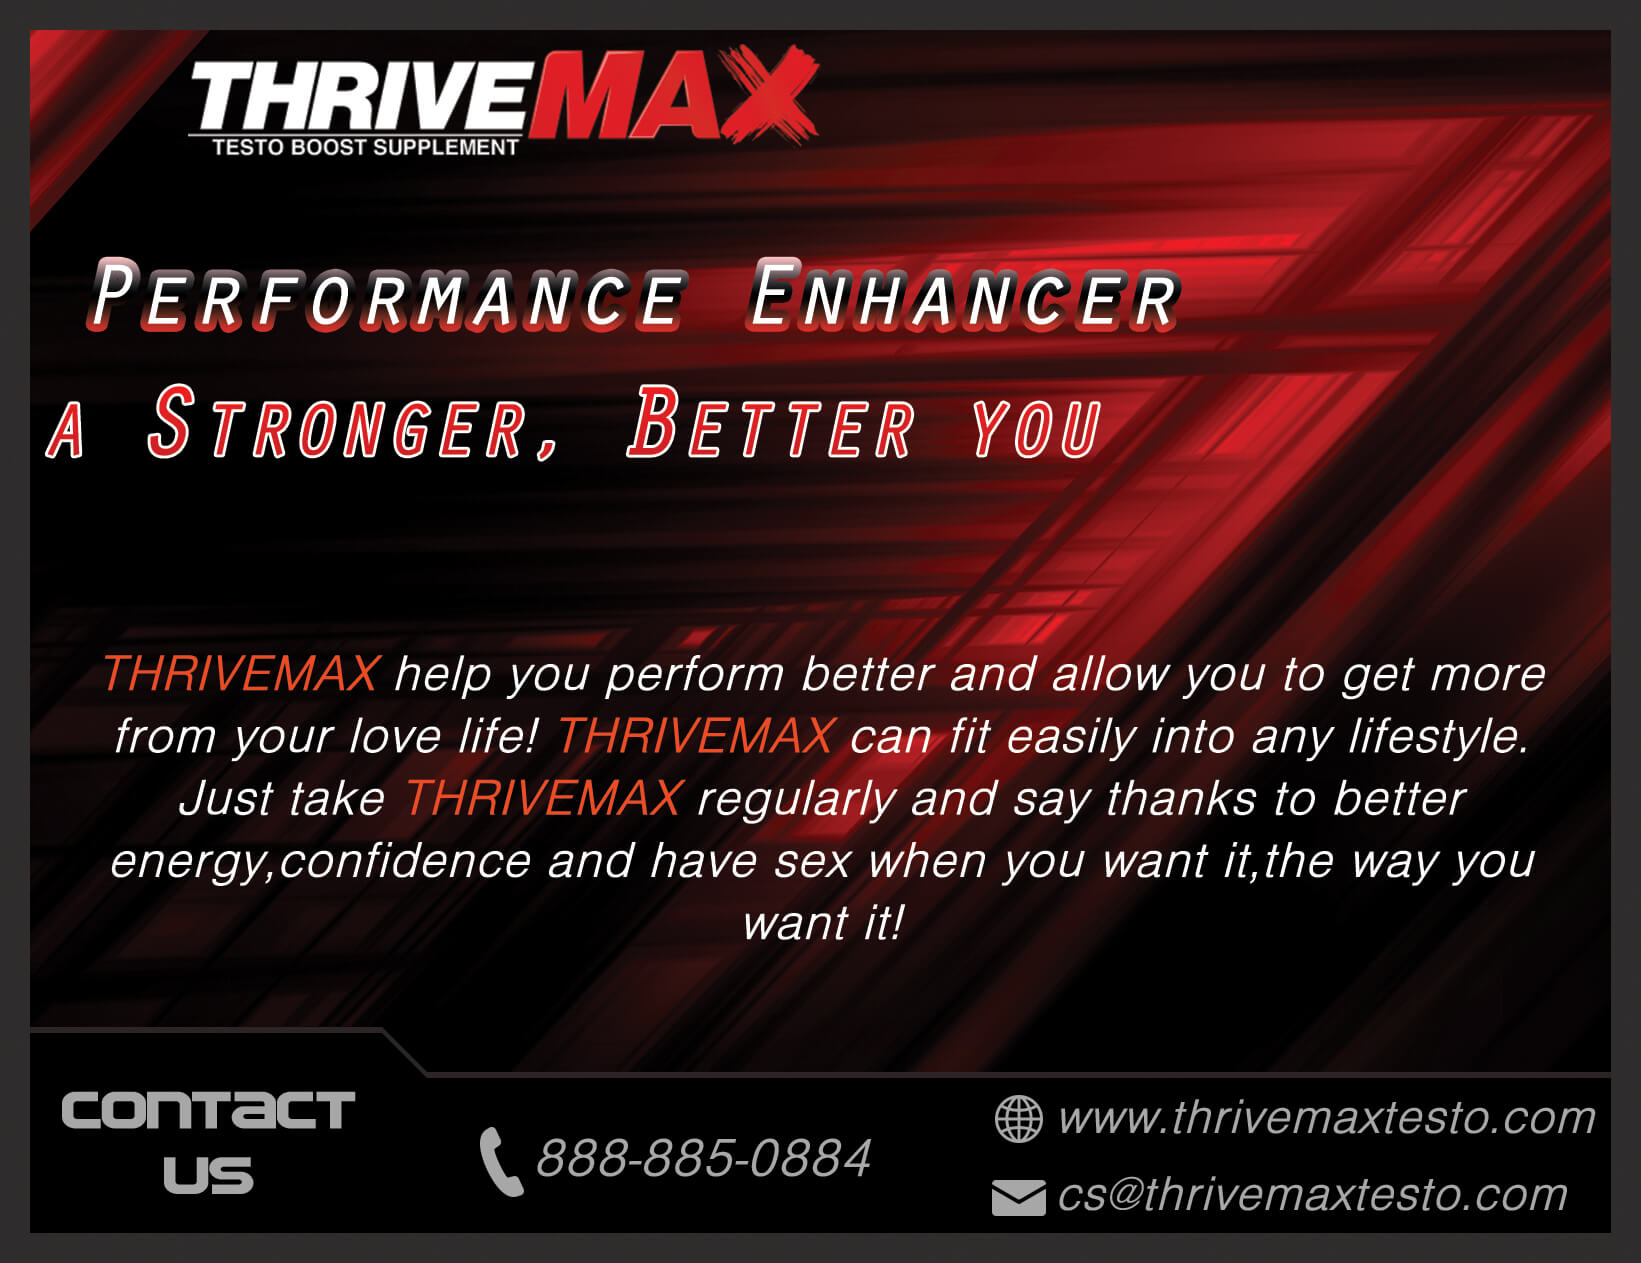 THRIVEMAX
TESTO BOOST SUPPLEMENT
PERFORMANCE ENHANCER
A STRONGER, BETTER YOU
THRIVEMAX help you perform better and allow you to get more
from your love life! THRIVEMAX can fit easily into any lifestyle.
Just take THRIVEMAX regularly and say thanks to better
energy,confidence and have sex when you want it,the way you
want it!
CONTACT
US
888-885-0884
www.thrivemaxtesto.com
cs@thrivemaxtesto.com